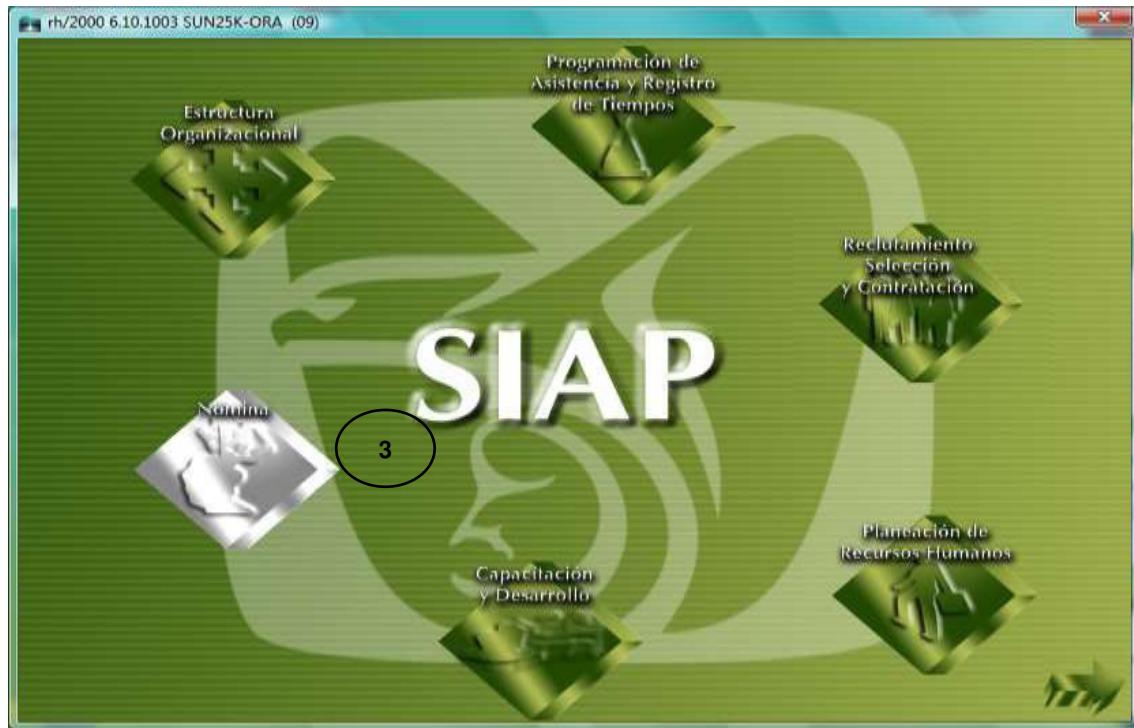 rh/2000 6.10.1003 SUN25K-ORA (09)
Programación de
Asistencia y Registro
de Tiempos
Estructura
Organizacional
Reclutamiento
Selección
y Contratación
SIAP
Nómina
3
Planeación de
Recursos Humanos
Capacitación
y Desarrollo